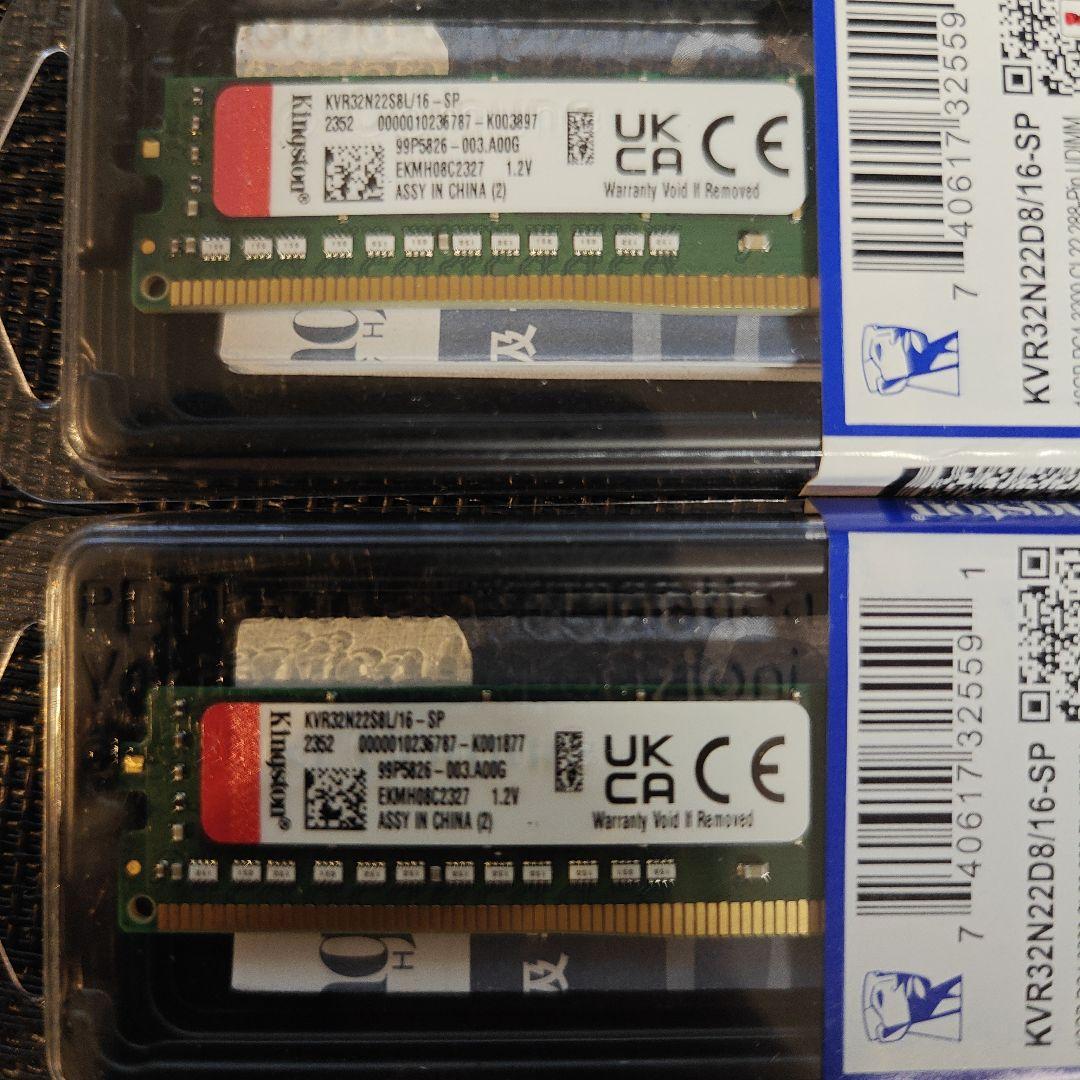 KVR32N22S8L/16-SP
2352 0000010236787-K003897
99P5826-003.A00G
EKMH08C2327 1.2V
ASSY IN CHINA (2)
Kingston®
UK
CA
CE
Warranty Void If Removed
7 40617 32559
KVR32N22D8/16-SP
Kingston®
KVR32N22S8L/16-SP
2352 0000010236787-K001877
99P5826-003.A00G
EKMH08C2327 1.2V
ASSY IN CHINA (2)
Kingston®
UK
CA
CE
Warranty Void If Removed
7 40617 32559 1
KVR32N22D8/16-SP